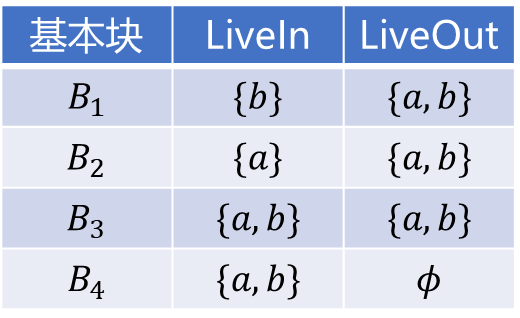 基本块 LiveIn LiveOut
B₁ {b} {a, b}
B₂ {a} {a, b}
B₃ {a, b} {a, b}
B₄ {a, b} ϕ